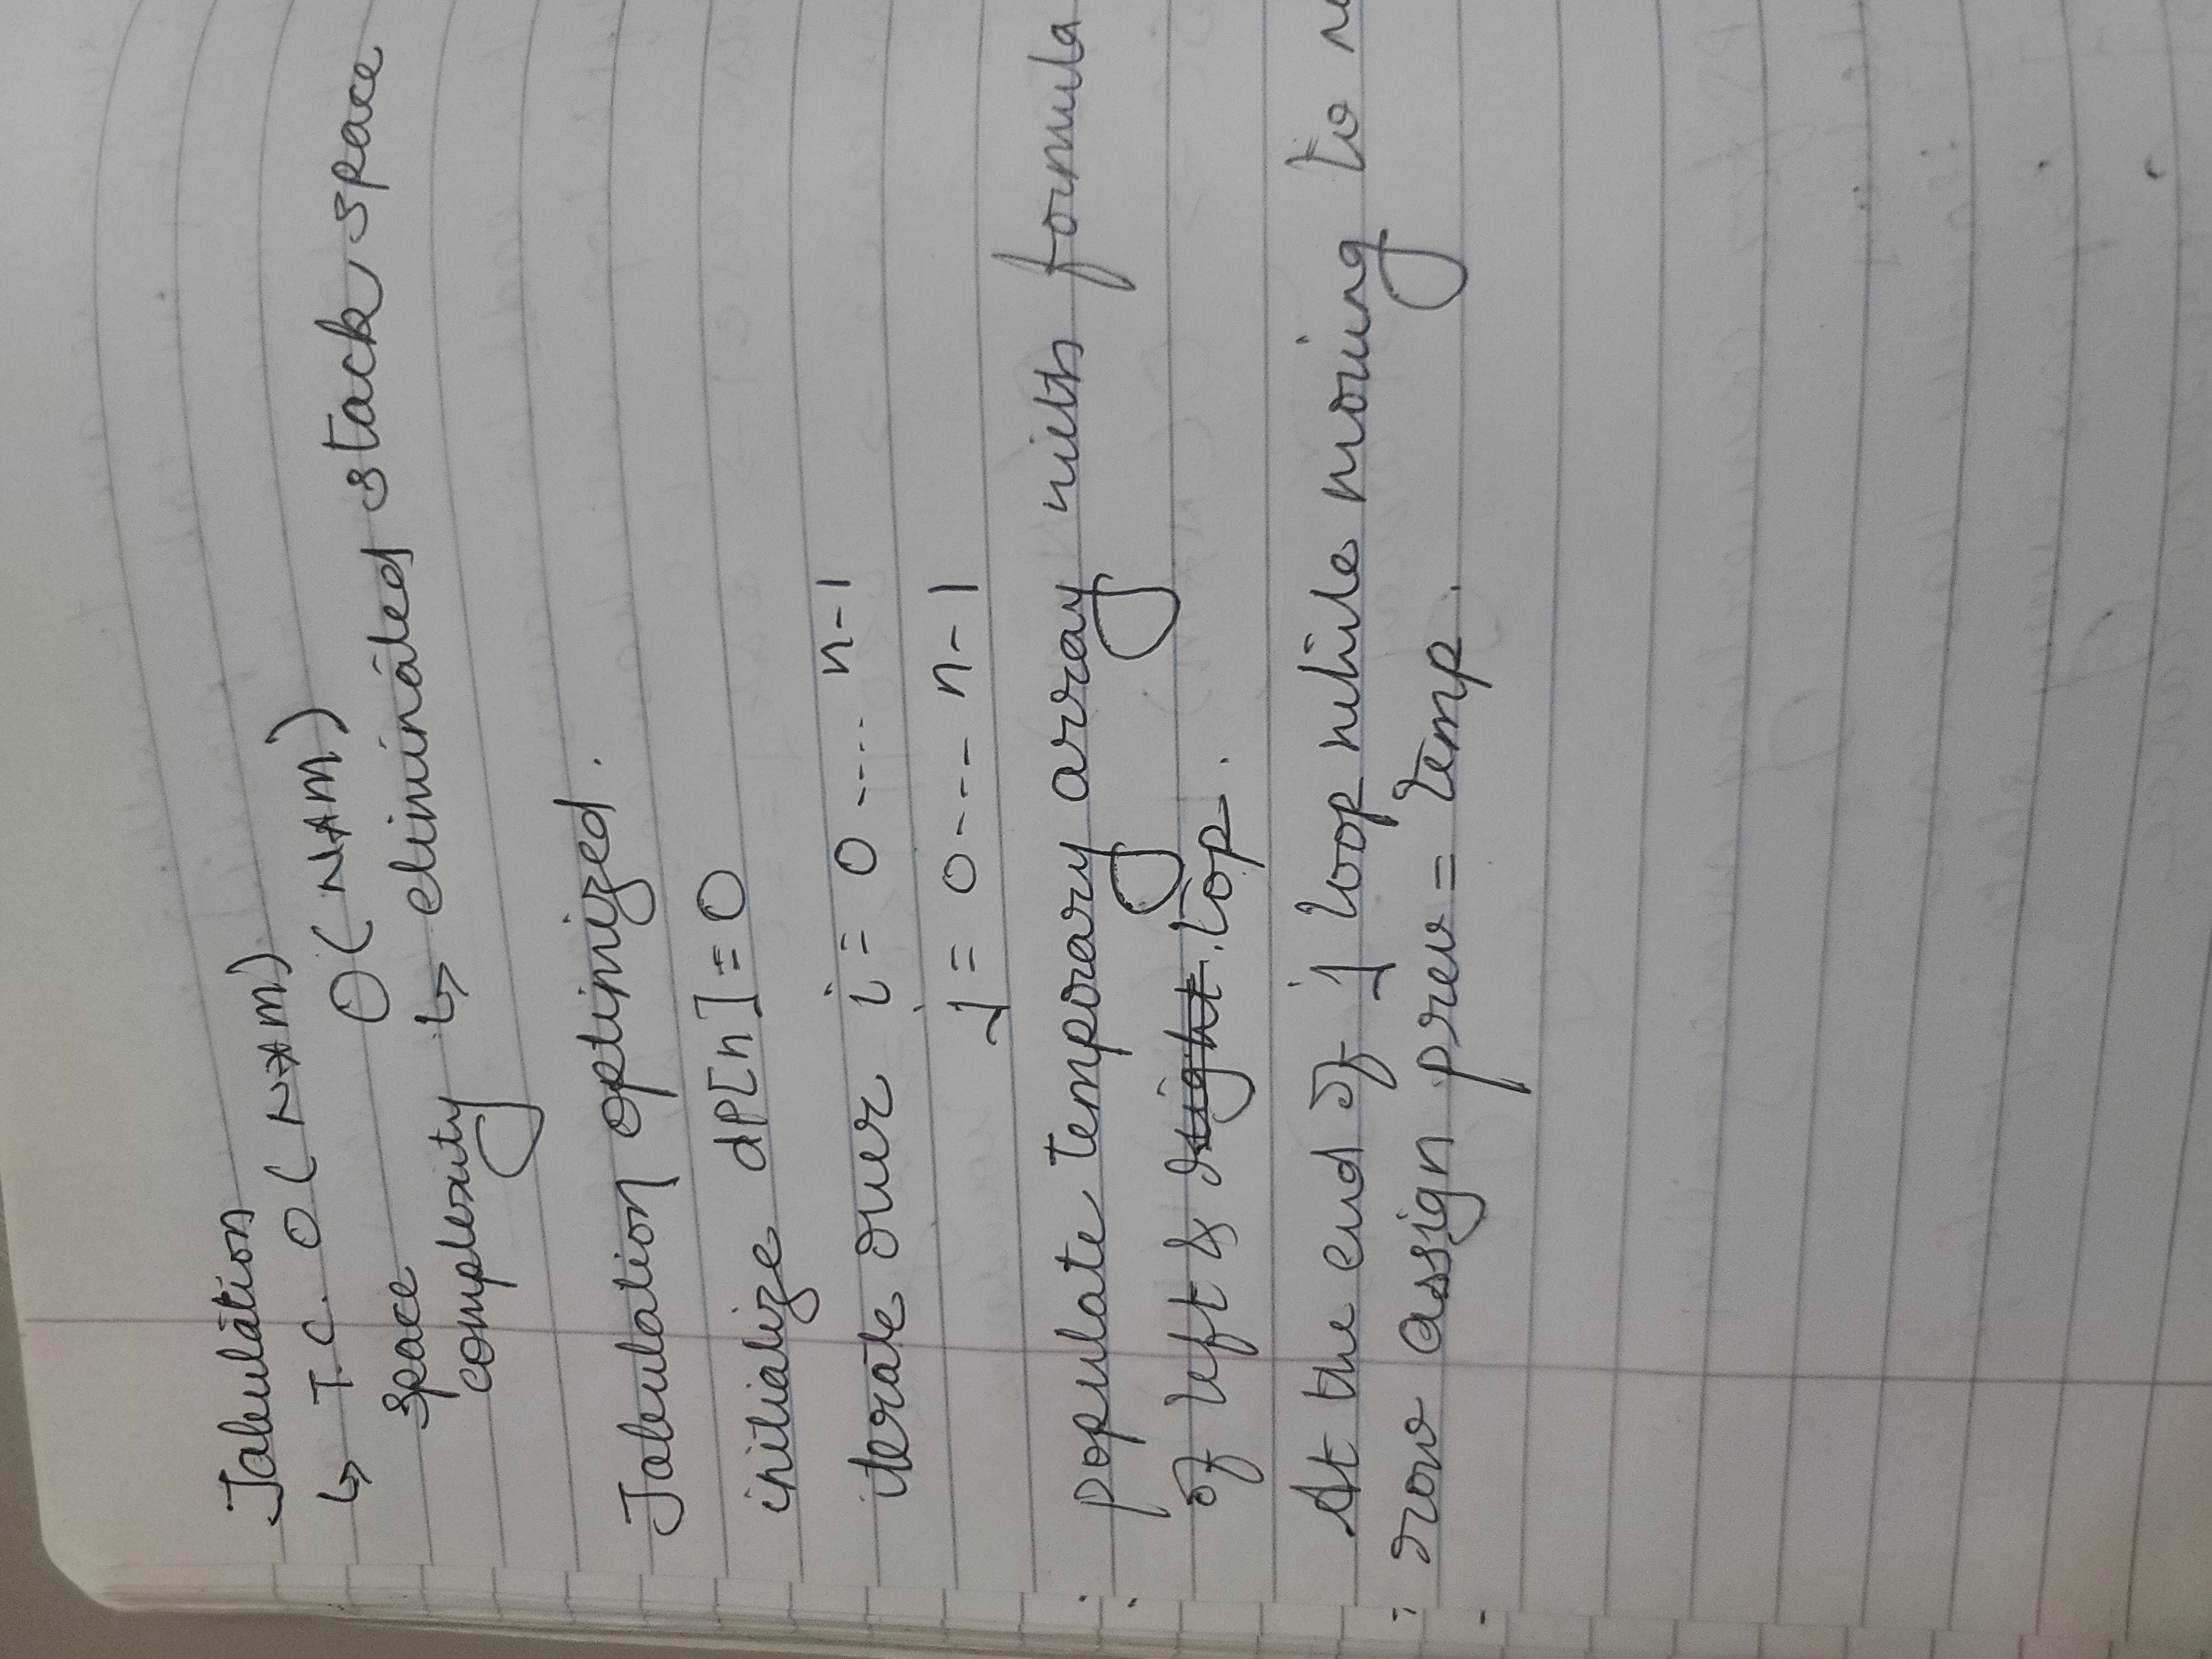 Tabulation
↳ T.C. O(N*M)
space O(N*M)
complexity ↳ eliminated stack space
Tabulation optimized.
initialize dp[n] = 0
iterate over i = 0 .... n-1
j = 0 --- n-1
populate temporary array with formula
of left & right top.
At the end of j loop while moving to
row assign prev = temp.